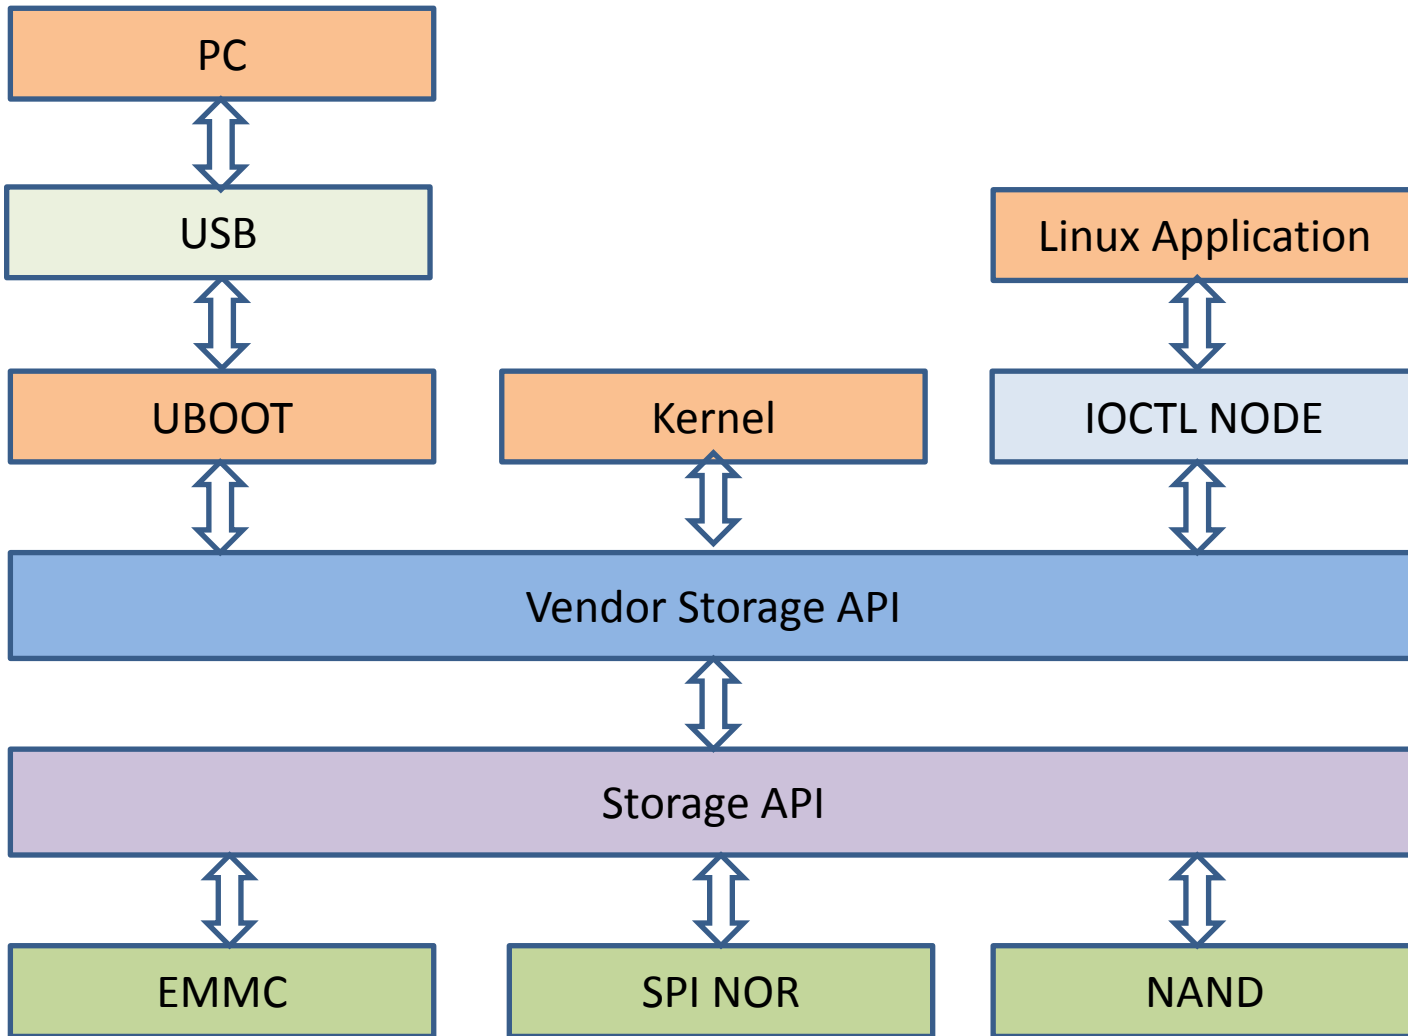 PC
USB
Linux Application
UBOOT
Kernel
IOCTL NODE
Vendor Storage API
Storage API
EMMC
SPI NOR
NAND